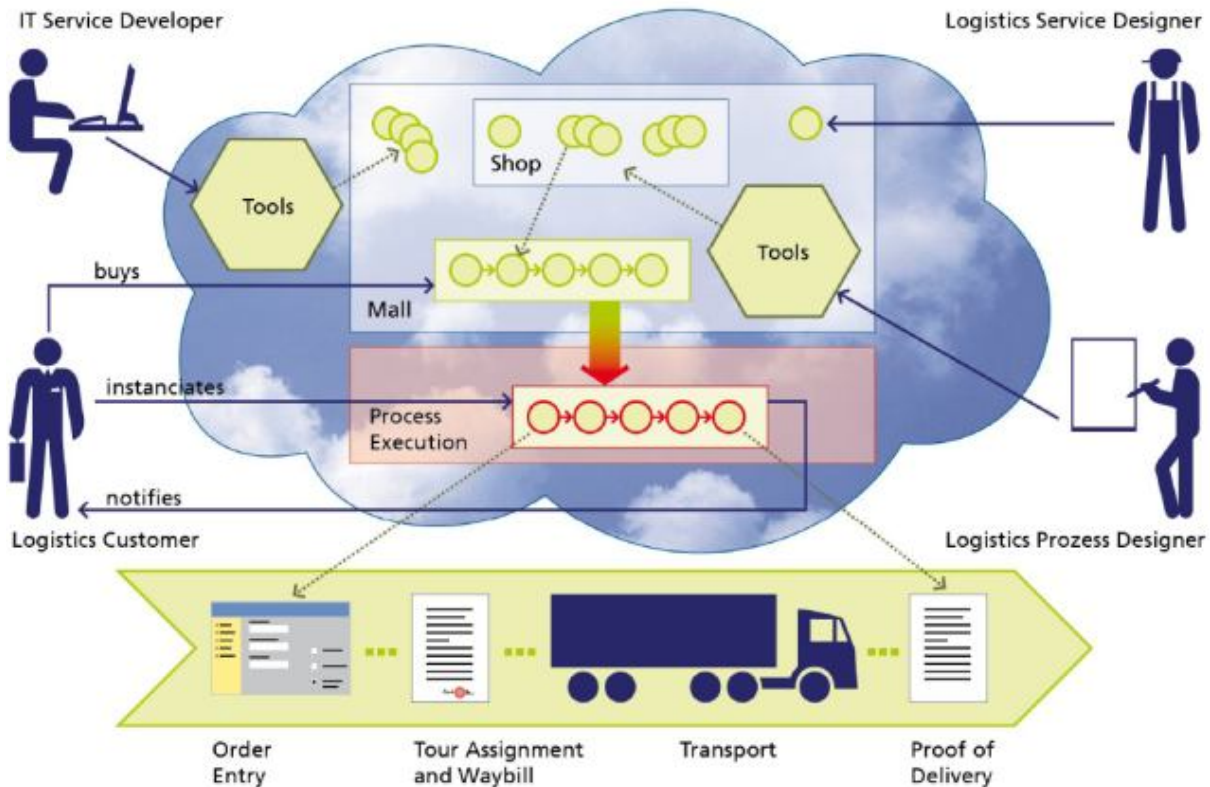 IT Service Developer
Logistics Service Designer
Shop
Tools
Tools
buys
Mall
instanciates
Process
Execution
notifies
Logistics Customer
Logistics Prozess Designer
Order
Entry
Tour Assignment
and Waybill
Transport
Proof of
Delivery